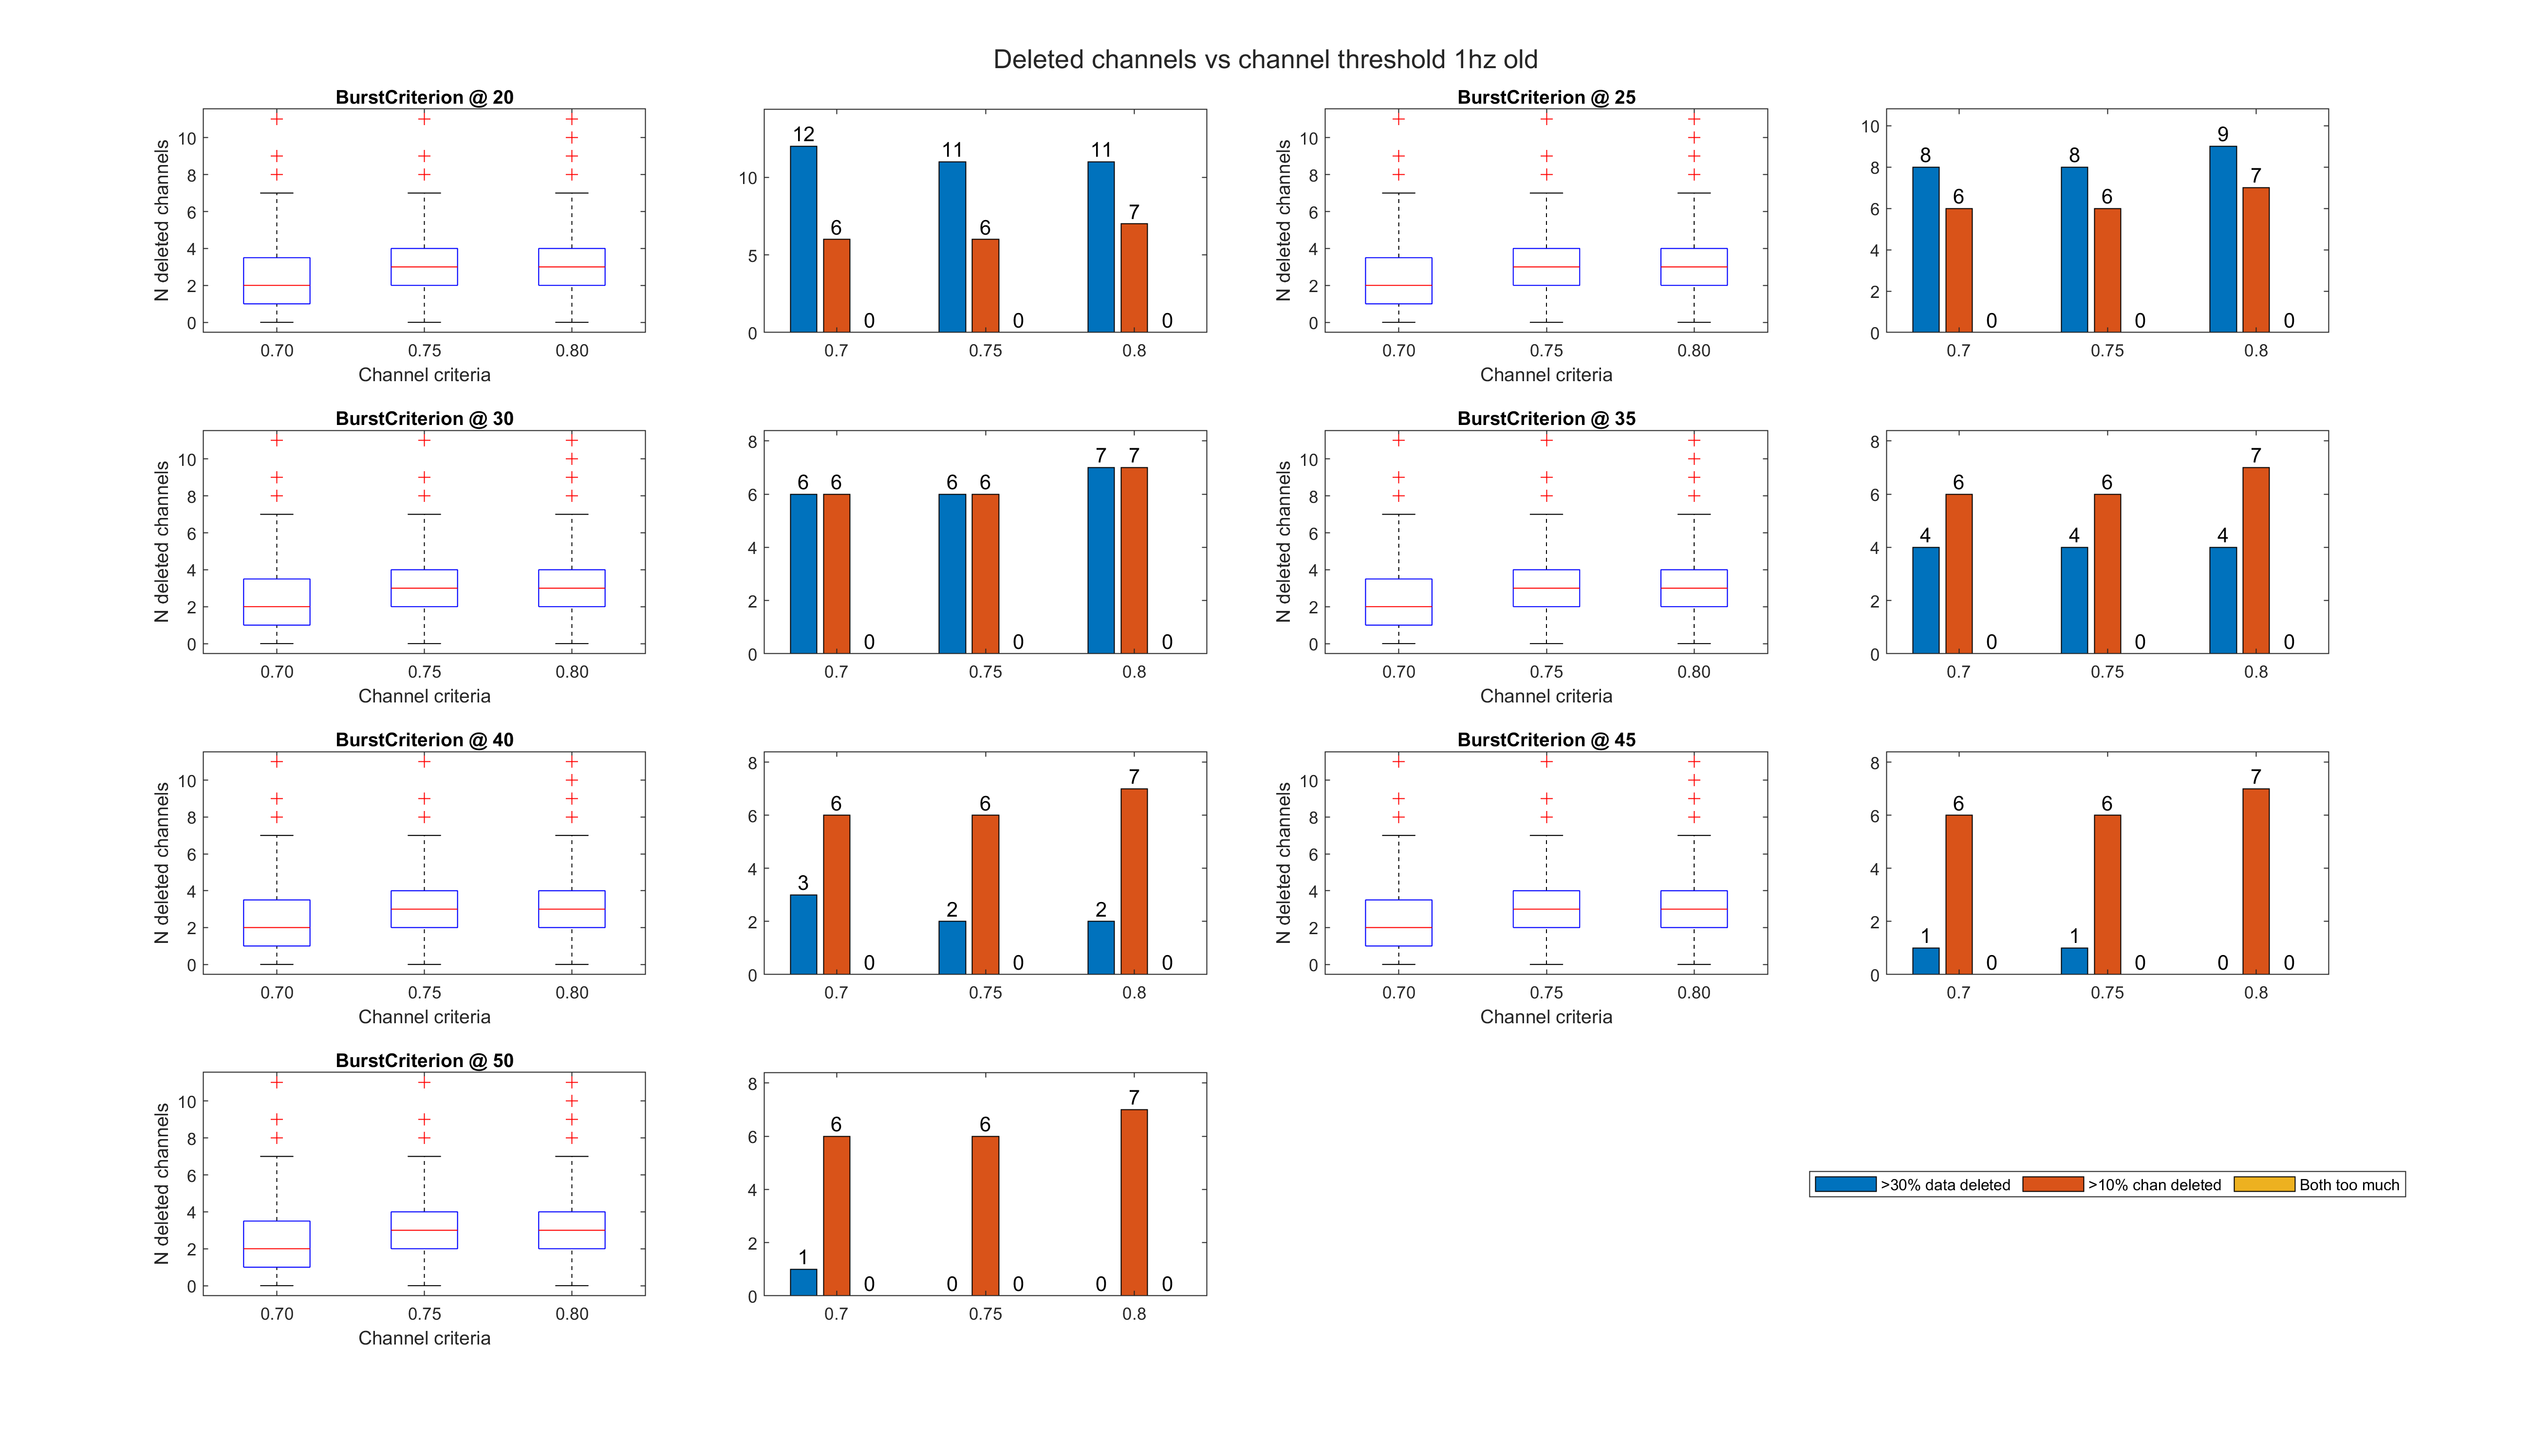 Deleted channels vs channel threshold 1hz old
BurstCriterion @ 20
N deleted channels
10
8
6
4
2
0
0.70 0.75 0.80
Channel criteria
10
5
0
12 6 0 11 6 0 11 7 0
0.7 0.75 0.8
BurstCriterion @ 25
N deleted channels
10
8
6
4
2
0
0.70 0.75 0.80
Channel criteria
10
8
6
4
2
0
8 6 0 8 6 0 9 7 0
0.7 0.75 0.8
BurstCriterion @ 30
N deleted channels
10
8
6
4
2
0
0.70 0.75 0.80
Channel criteria
8
6
4
2
0
6 6 0 6 6 0 7 7 0
0.7 0.75 0.8
BurstCriterion @ 35
N deleted channels
10
8
6
4
2
0
0.70 0.75 0.80
Channel criteria
8
6
4
2
0
4 6 0 4 6 0 4 7 0
0.7 0.75 0.8
BurstCriterion @ 40
N deleted channels
10
8
6
4
2
0
0.70 0.75 0.80
Channel criteria
8
6
4
2
0
3 6 0 2 6 0 2 7 0
0.7 0.75 0.8
BurstCriterion @ 45
N deleted channels
10
8
6
4
2
0
0.70 0.75 0.80
Channel criteria
8
6
4
2
0
1 6 0 1 6 0 0 7 0
0.7 0.75 0.8
BurstCriterion @ 50
N deleted channels
10
8
6
4
2
0
0.70 0.75 0.80
Channel criteria
8
6
4
2
0
1 6 0 0 6 0 0 7 0
0.7 0.75 0.8
>30% data deleted >10% chan deleted Both too much